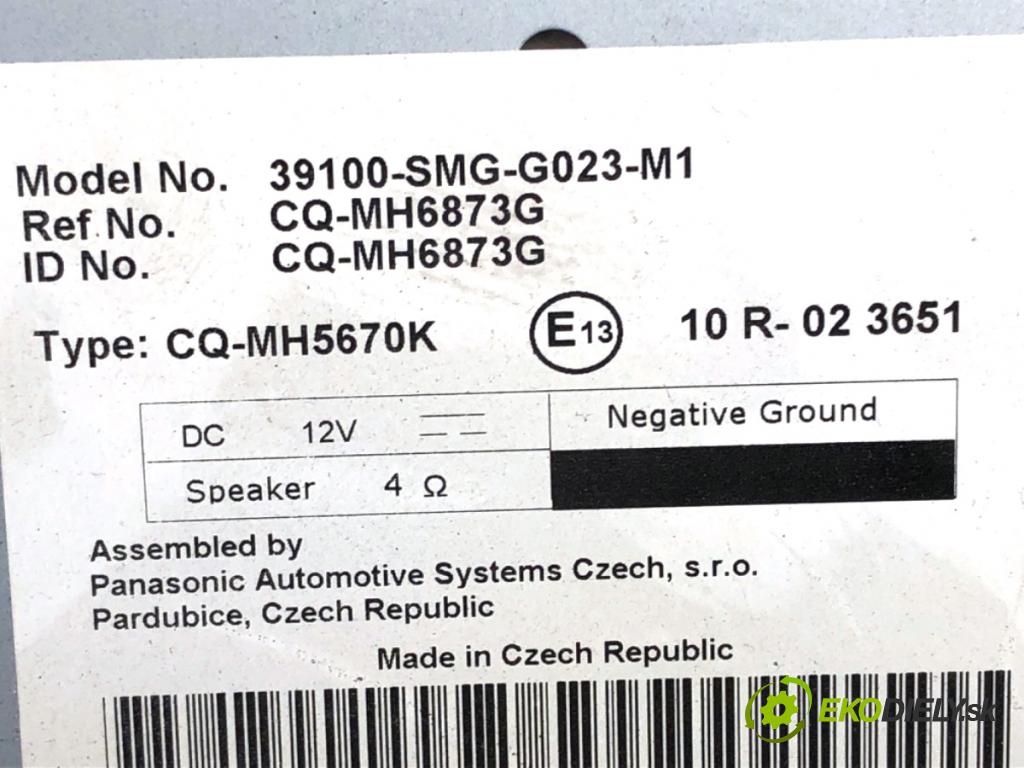 Model No. 39100-SMG-G023-M1
Ref No. CQ-MH6873G
ID No. CQ-MH6873G
Type: CQ-MH5670K E13 10 R- 02 3651
DC 12V Negative Ground
Speaker 4 Ω
Assembled by
Panasonic Automotive Systems Czech, s.r.o.
Pardubice, Czech Republic
Made in Czech Republic
EKODIELY.sk